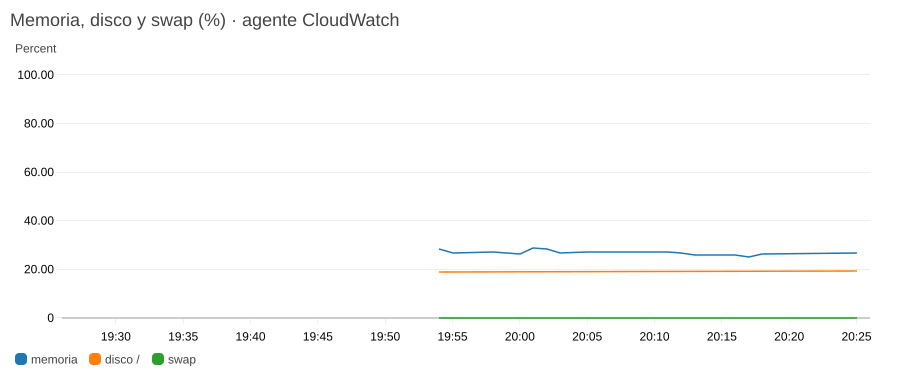 Memoria, disco y swap (%) · agente CloudWatch
Percent
100.00
80.00
60.00
40.00
20.00
0
19:30 19:35 19:40 19:45 19:50 19:55 20:00 20:05 20:10 20:15 20:20 20:25
memoria disco / swap